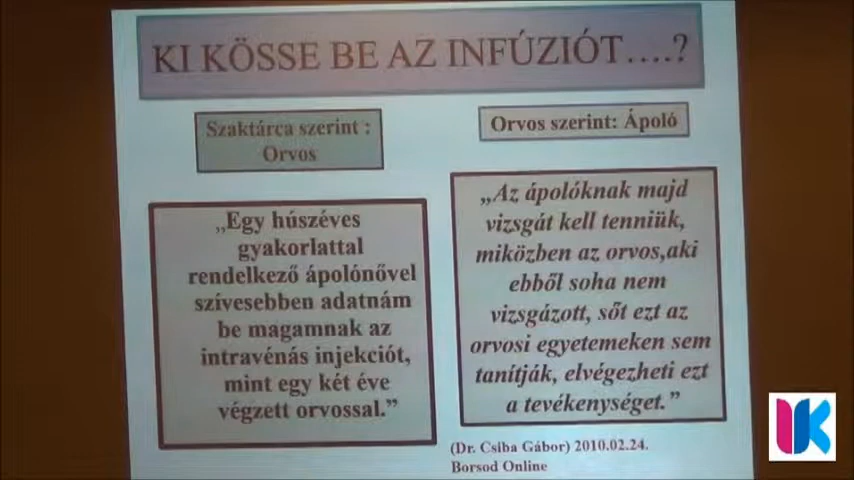 KI KÖSSE BE AZ INFÚZIÓT….?
Szaktárca szerint :
Orvos
„Egy húszéves
gyakorlattal
rendelkező ápolónővel
szívesebben adatnám
be magamnak az
intravénás injekciót,
mint egy két éve
végzett orvossal.”
Orvos szerint: Ápoló
„Az ápolóknak majd
vizsgát kell tenniük,
miközben az orvos,aki
ebből soha nem
vizsgázott, sőt ezt az
orvosi egyetemeken sem
tanítják, elvégezheti ezt
a tevékenységet.”
(Dr. Csiba Gábor) 2010.02.24.
Borsod Online